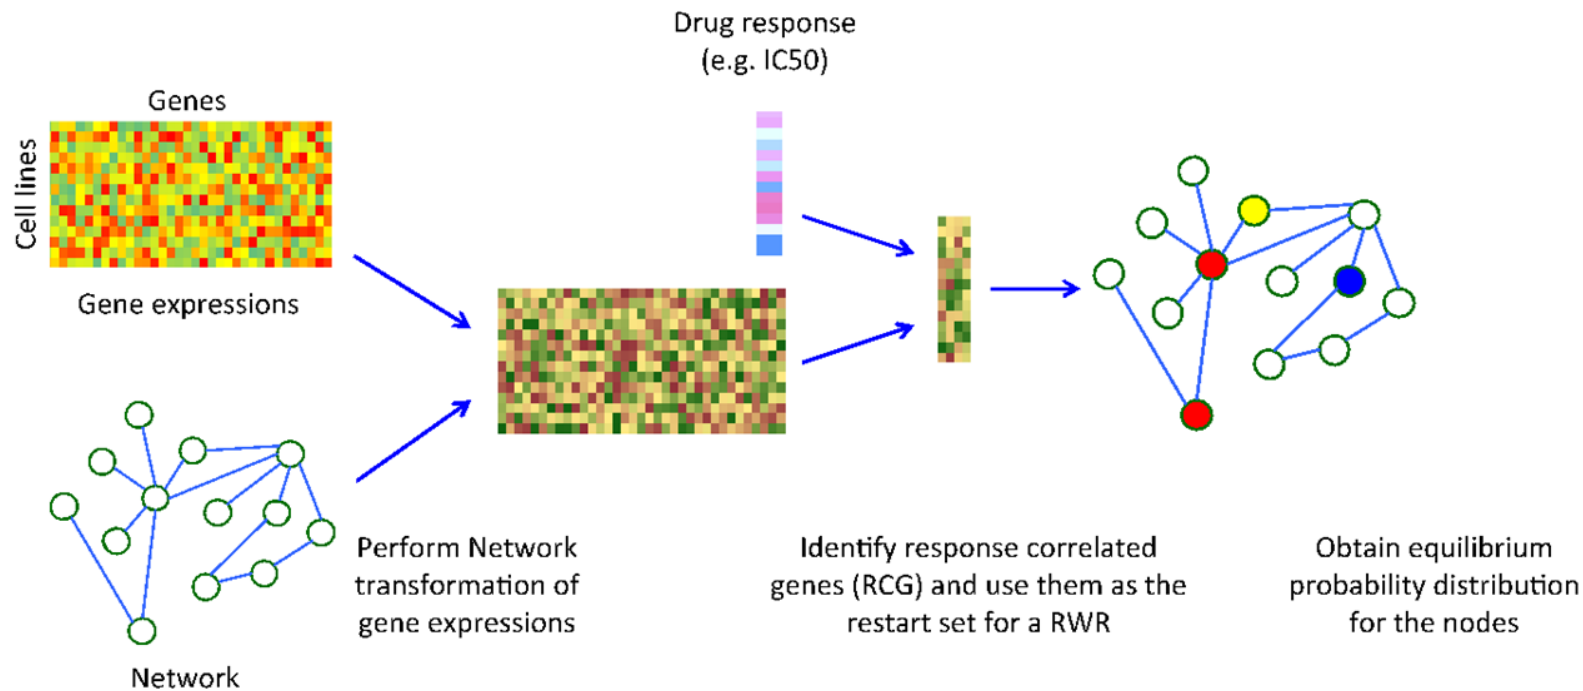 Drug response
(e.g. IC50)
Genes
Cell lines
Gene expressions
Network
Perform Network
transformation of
gene expressions
Identify response correlated
genes (RCG) and use them as the
restart set for a RWR
Obtain equilibrium
probability distribution
for the nodes